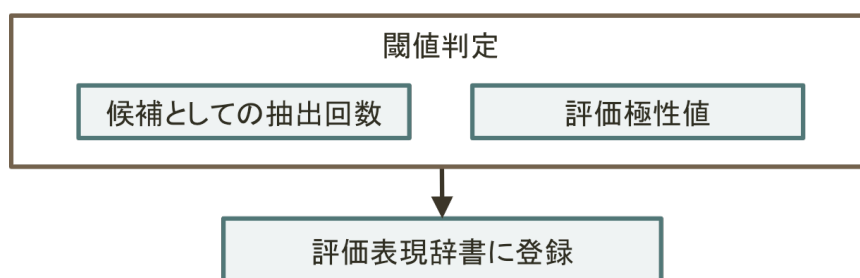 閾値判定
候補としての抽出回数
評価極性値
評価表現辞書に登録